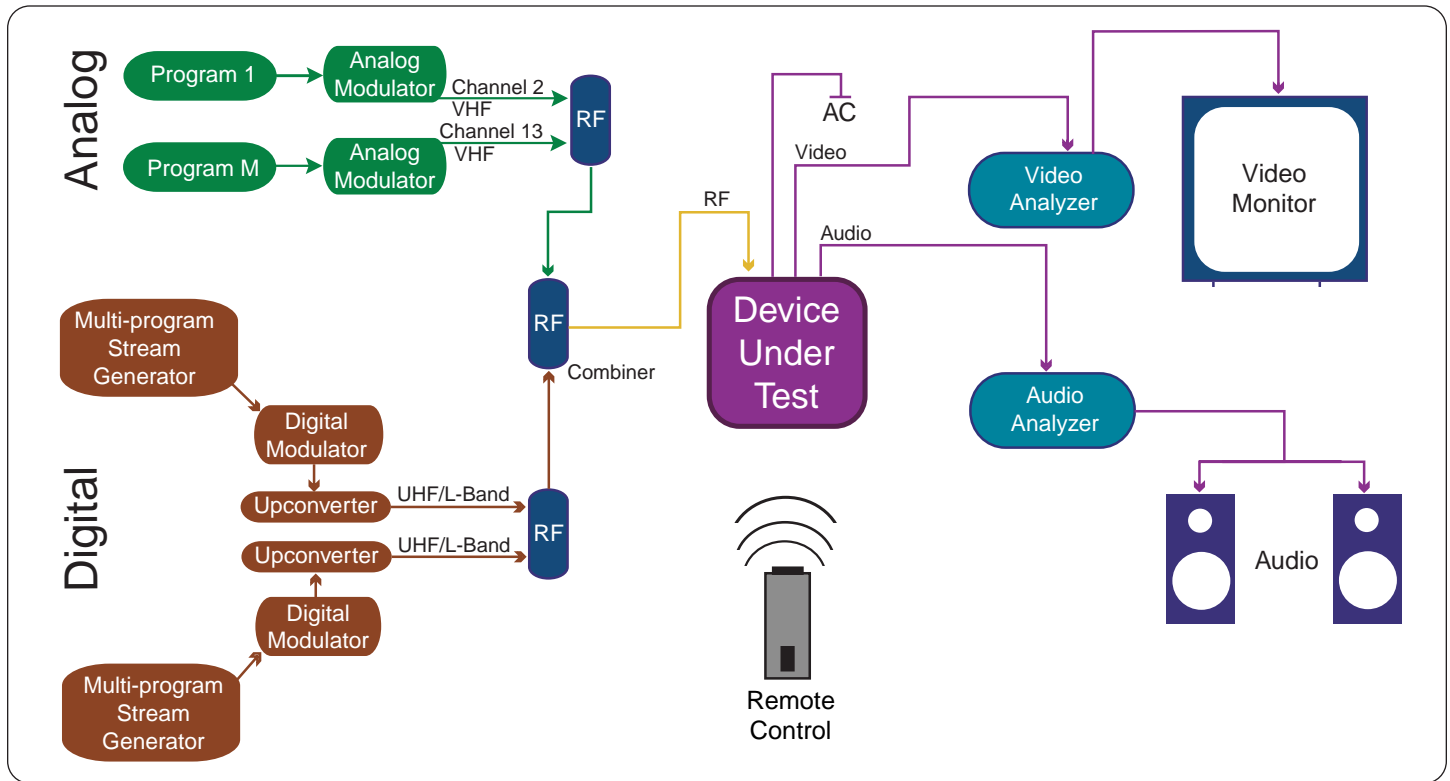 Analog
Program 1
Analog
Modulator
Channel 2
VHF
RF
Program M
Analog
Modulator
Channel 13
VHF
AC
Video
Video
Analyzer
Video
Monitor
RF
Audio
Device
Under
Test
Audio
Analyzer
Audio
RF
Combiner
Digital
Multi-program
Stream
Generator
Digital
Modulator
Upconverter
UHF/L-Band
RF
Upconverter
UHF/L-Band
Digital
Modulator
Multi-program
Stream
Generator
Remote
Control